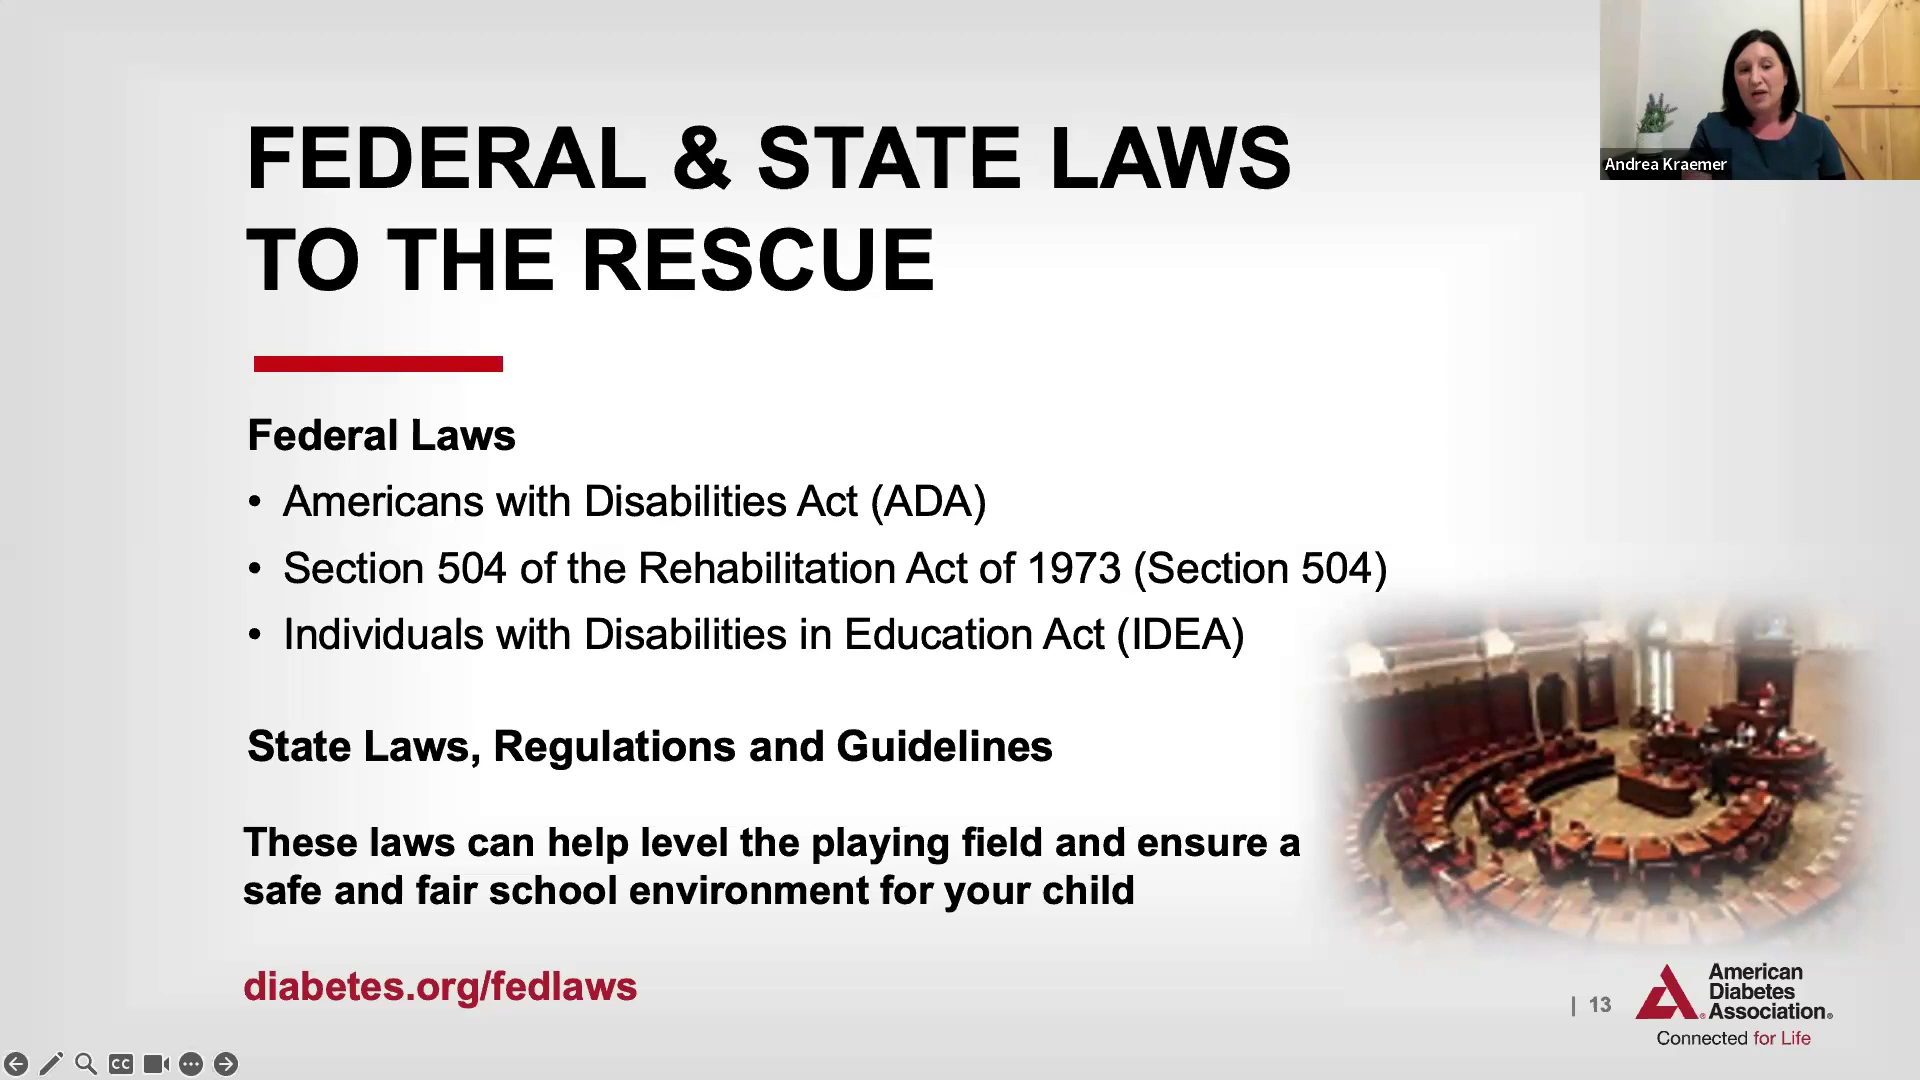 FEDERAL & STATE LAWS
TO THE RESCUE
Andrea Kraemer
Federal Laws
• Americans with Disabilities Act (ADA)
• Section 504 of the Rehabilitation Act of 1973 (Section 504)
• Individuals with Disabilities in Education Act (IDEA)
State Laws, Regulations and Guidelines
These laws can help level the playing field and ensure a
safe and fair school environment for your child
diabetes.org/fedlaws
| 13
American
Diabetes
Association®
Connected for Life
CC